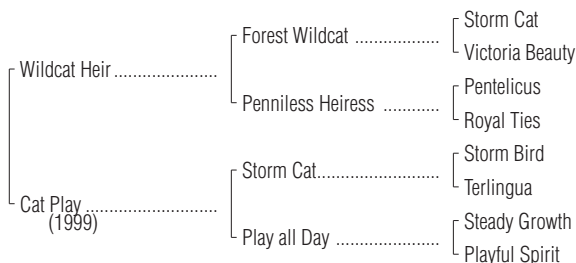 Storm Cat
Forest Wildcat ..................
Victoria Beauty
Wildcat Heir ......................
Pentelicus
Penniless Heiress ............
Royal Ties
Storm Bird
Storm Cat..........................
Terlingua
Cat Play ............................
(1999)
Steady Growth
Play all Day ......................
Playful Spirit